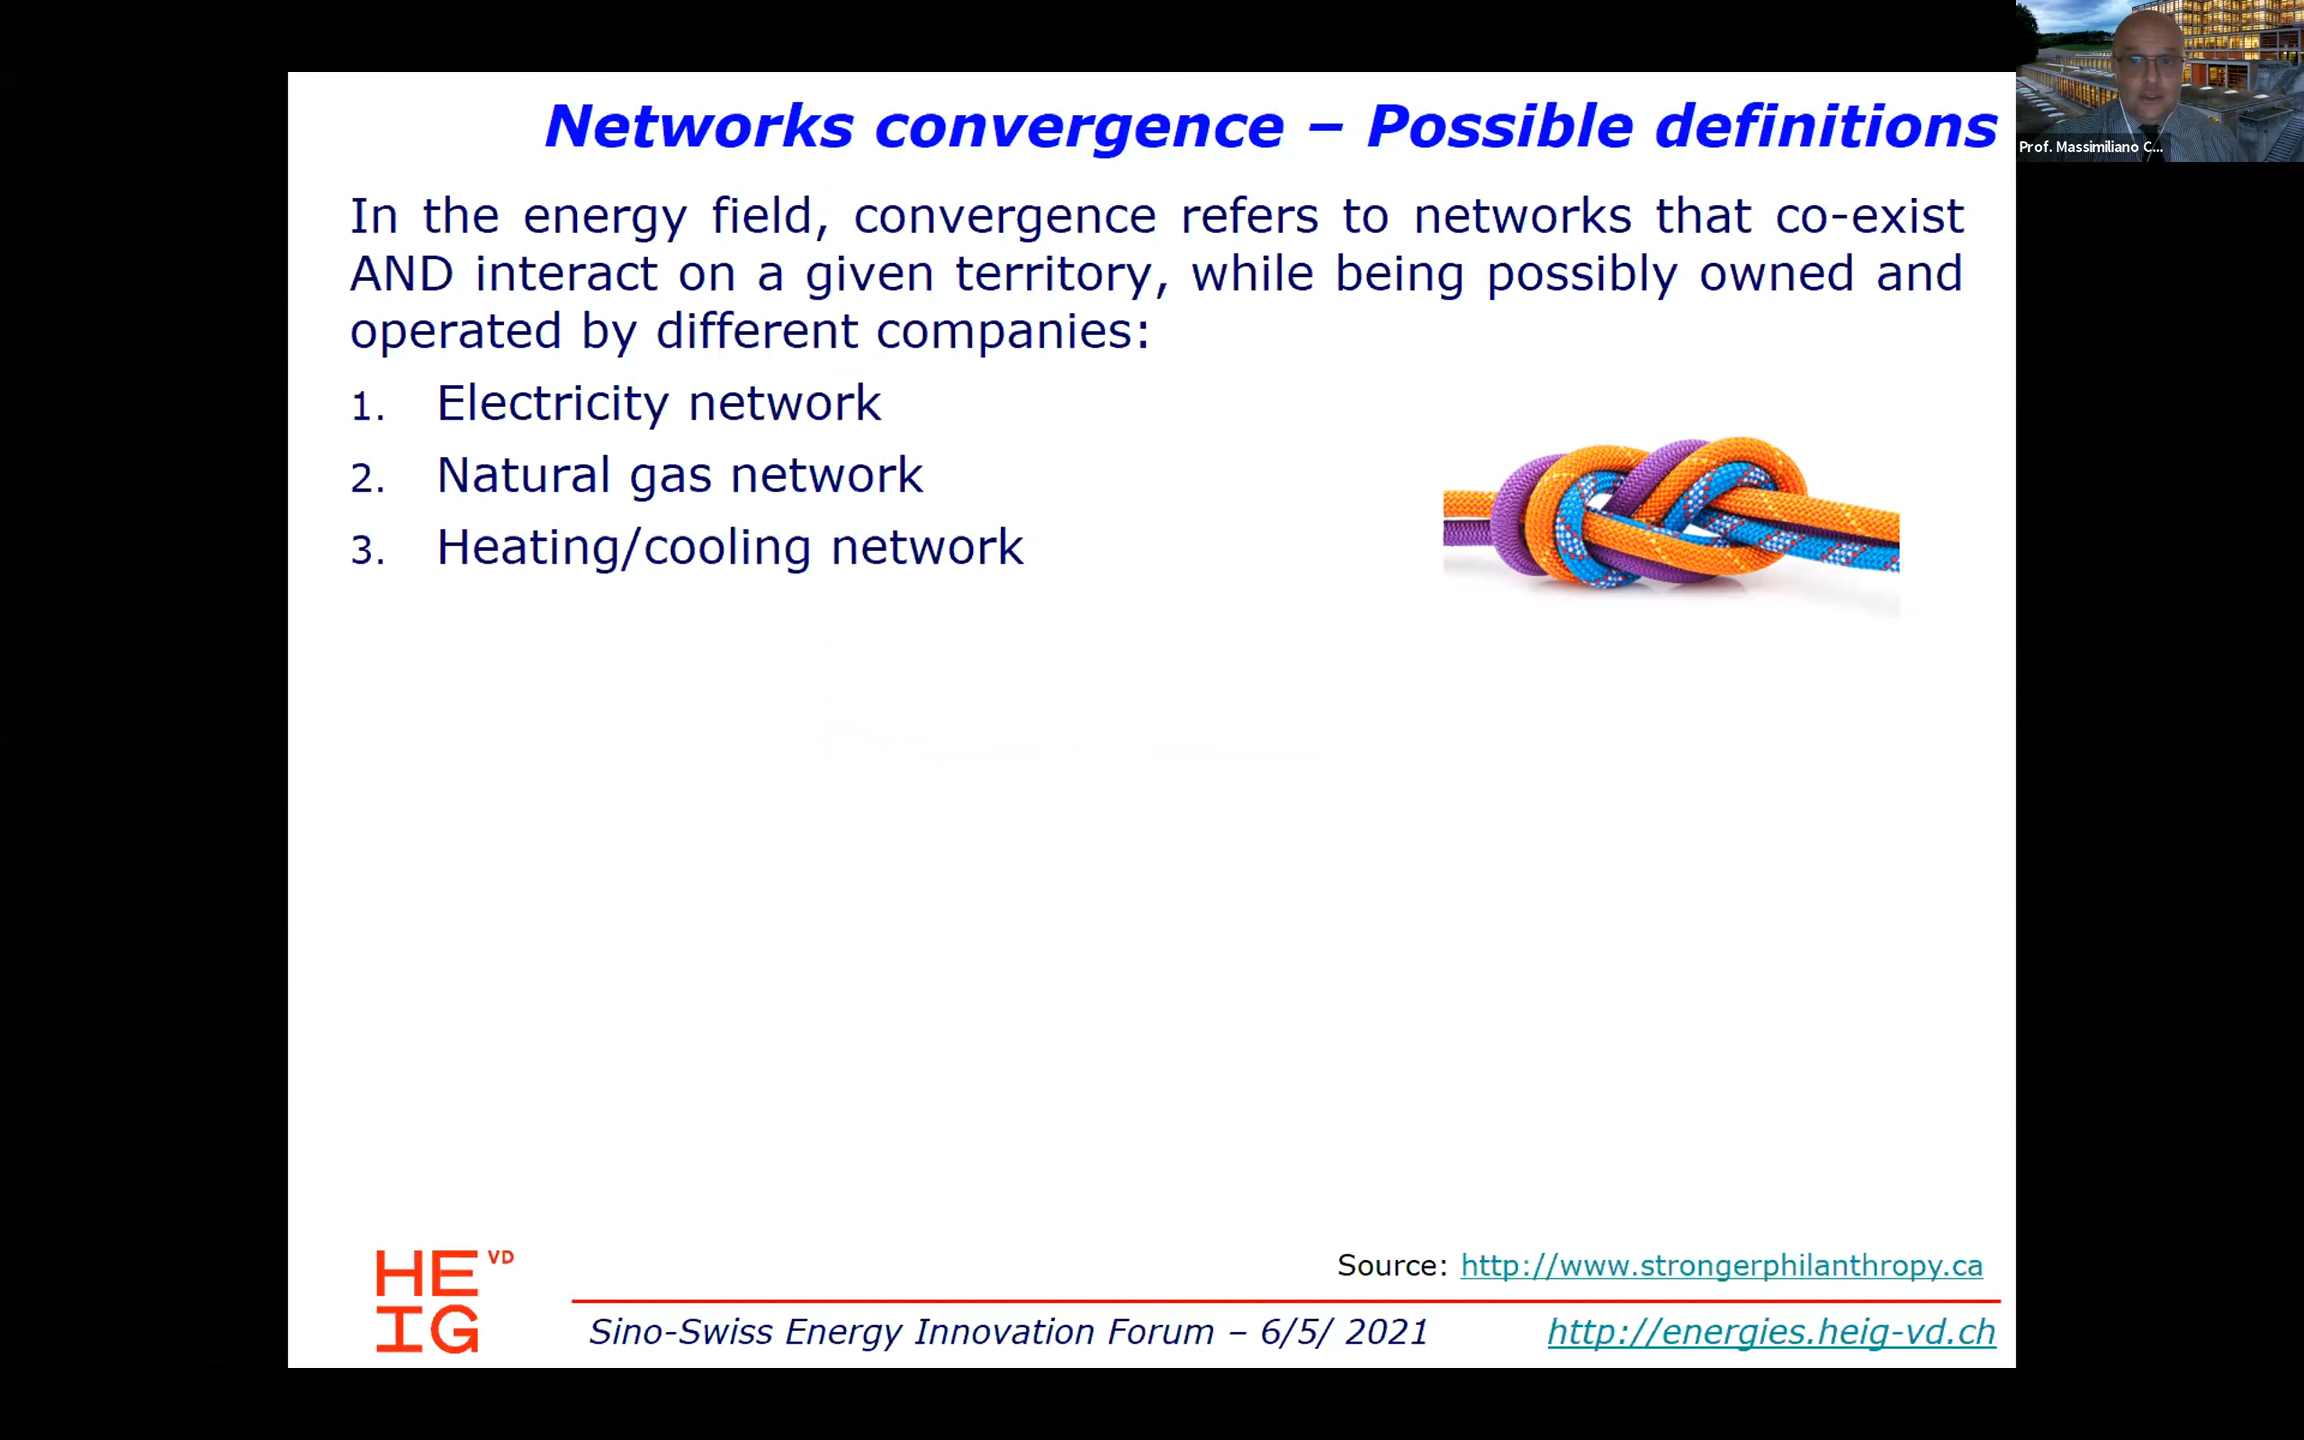 Networks convergence – Possible definitions
Prof. Massimiliano C...
In the energy field, convergence refers to networks that co-exist
AND interact on a given territory, while being possibly owned and
operated by different companies:
1. Electricity network
2. Natural gas network
3. Heating/cooling network
HE VD
IG
Source: http://www.strongerphilanthropy.ca
Sino-Swiss Energy Innovation Forum – 6/5/ 2021
http://energies.heig-vd.ch